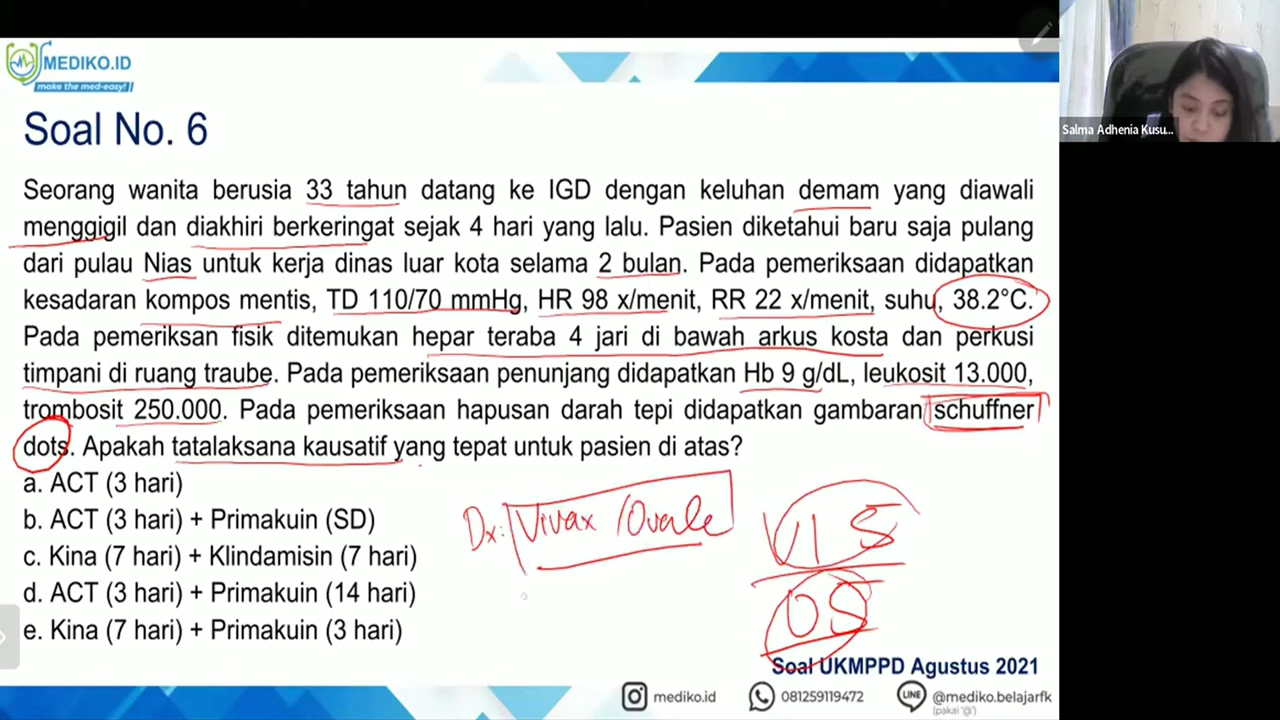 MEDIKO.ID
make the med-easy!
Soal No. 6
Salma Adhenia Kusu...
Seorang wanita berusia 33 tahun datang ke IGD dengan keluhan demam yang diawali
menggigil dan diakhiri berkeringat sejak 4 hari yang lalu. Pasien diketahui baru saja pulang
dari pulau Nias untuk kerja dinas luar kota selama 2 bulan. Pada pemeriksaan didapatkan
kesadaran kompos mentis, TD 110/70 mmHg, HR 98 x/menit, RR 22 x/menit, suhu, 38.2°C.
Pada pemeriksan fisik ditemukan hepar teraba 4 jari di bawah arkus kosta dan perkusi
timpani di ruang traube. Pada pemeriksaan penunjang didapatkan Hb 9 g/dL, leukosit 13.000,
trombosit 250.000. Pada pemeriksaan hapusan darah tepi didapatkan gambaran schuffner
dots. Apakah tatalaksana kausatif yang tepat untuk pasien di atas?
a. ACT (3 hari)
b. ACT (3 hari) + Primakuin (SD)
c. Kina (7 hari) + Klindamisin (7 hari)
d. ACT (3 hari) + Primakuin (14 hari)
e. Kina (7 hari) + Primakuin (3 hari)
Dx: Vivax / Ovale
VIS
OS
Soal UKMPPD Agustus 2021
mediko.id
081259119472
LINE
@mediko.belajarfk
(pakai '@')